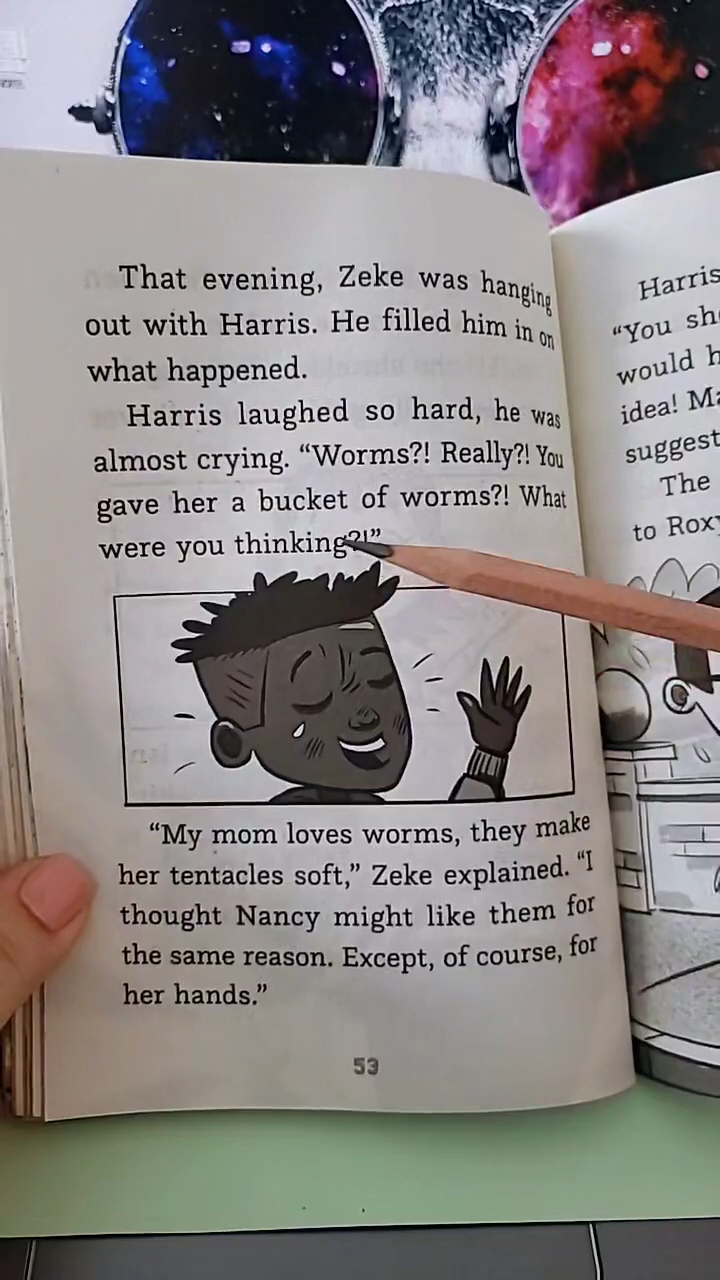 That evening, Zeke was hanging
out with Harris. He filled him in on
what happened.
Harris laughed so hard, he was
almost crying. “Worms?! Really?! You
gave her a bucket of worms?! What
were you thinking?!”
“My mom loves worms, they make
her tentacles soft,” Zeke explained. “I
thought Nancy might like them for
the same reason. Except, of course, for
her hands.”
53
Harris
“You
would
idea!
The
to